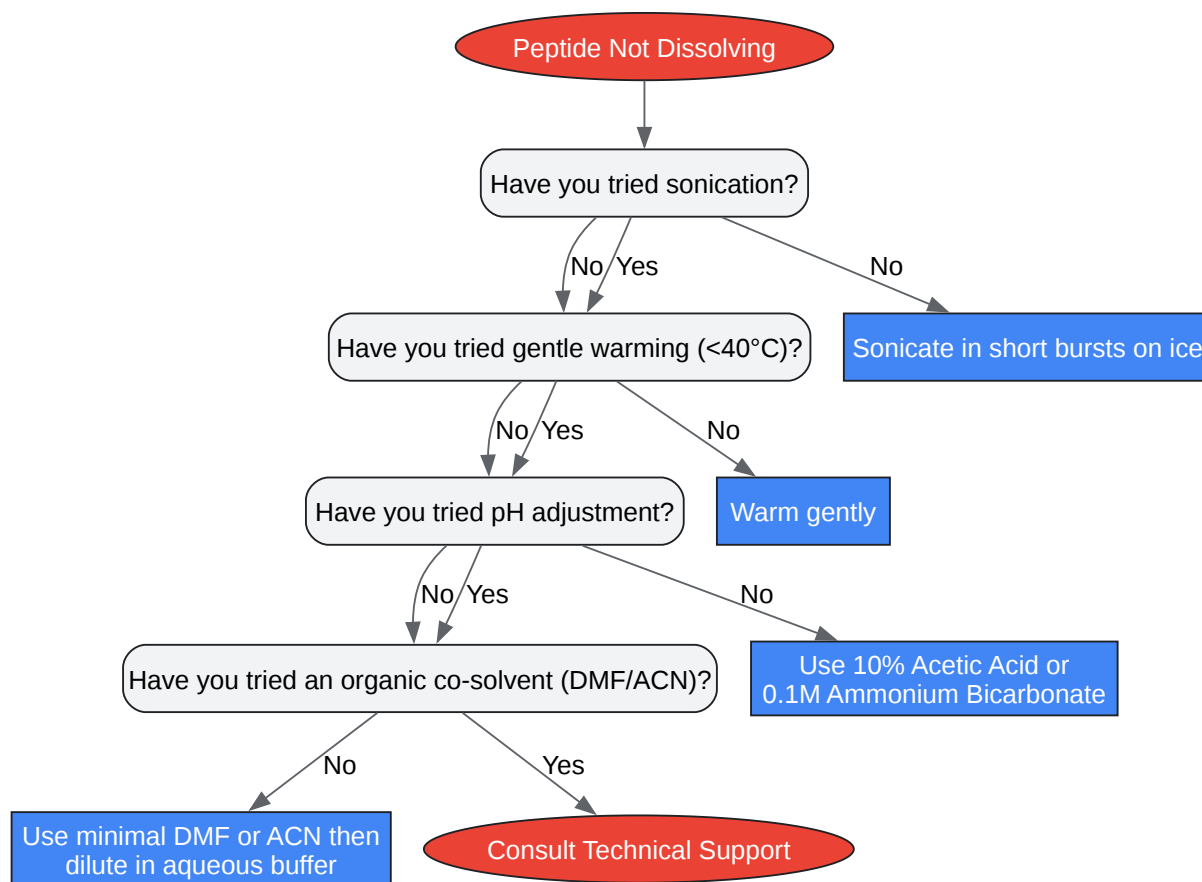 Peptide Not Dissolving
Have you tried sonication?
No
Yes
No
Have you tried gentle warming (<40°C)?
Sonicate in short bursts on ice
No
Yes
No
Have you tried pH adjustment?
Warm gently
No
Yes
No
Have you tried an organic co-solvent (DMF/ACN)?
Use 10% Acetic Acid or
0.1M Ammonium Bicarbonate
No
Yes
Use minimal DMF or ACN then
dilute in aqueous buffer
Consult Technical Support